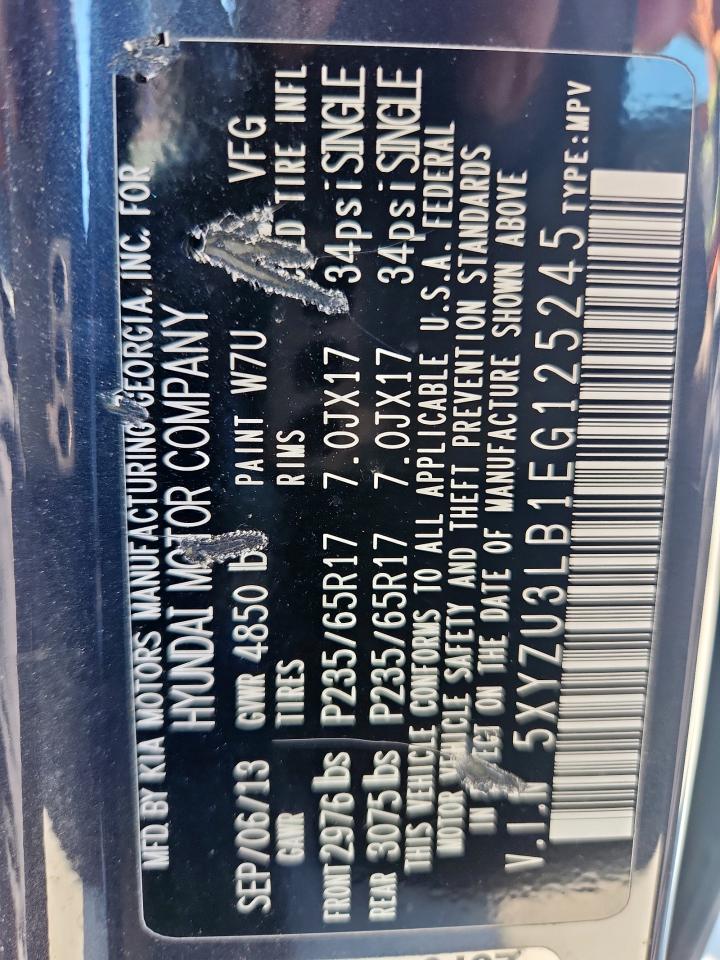 MFD. BY KIA MOTORS MANUFACTURING GEORGIA, INC. FOR
HYUNDAI MOTOR COMPANY
SEP/06/13 GVWR 4850 lb PAINT W7U VFG
GAWR TIRES RIMS TIRE INFL
FRONT 2976 lbs P235/65R17 7.0JX17 34psi SINGLE
REAR 3075 lbs P235/65R17 7.0JX17 34psi SINGLE
THIS VEHICLE CONFORMS TO ALL APPLICABLE U.S.A. FEDERAL
MOTOR VEHICLE SAFETY AND THEFT PREVENTION STANDARDS
IN EFFECT ON THE DATE OF MANUFACTURE SHOWN ABOVE
V.I.N 5XYZU3LB1EG125245 TYPE:MPV